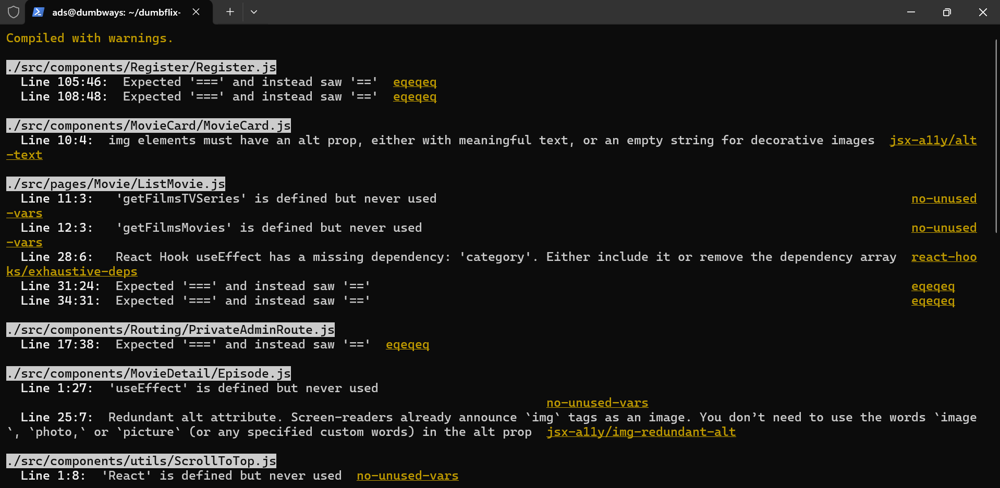 ads@dumbways: ~/dumbflix-
Compiled with warnings.
./src/components/Register/Register.js
Line 105:46:  Expected '===' and instead saw '=='  eqeqeq
Line 108:48:  Expected '===' and instead saw '=='  eqeqeq
./src/components/MovieCard/MovieCard.js
Line 10:4:  img elements must have an alt prop, either with meaningful text, or an empty string for decorative images  jsx-a11y/alt
-text
./src/pages/Movie/ListMovie.js
Line 11:3:   'getFilmsTVSeries' is defined but never used  no-unused
-vars
Line 12:3:   'getFilmsMovies' is defined but never used  no-unused
-vars
Line 28:6:   React Hook useEffect has a missing dependency: 'category'. Either include it or remove the dependency array  react-hoo
ks/exhaustive-deps
Line 31:24:  Expected '===' and instead saw '=='  eqeqeq
Line 34:31:  Expected '===' and instead saw '=='  eqeqeq
./src/components/Routing/PrivateAdminRoute.js
Line 17:38:  Expected '===' and instead saw '=='  eqeqeq
./src/components/MovieDetail/Episode.js
Line 1:27:  'useEffect' is defined but never used
no-unused-vars
Line 25:7:  Redundant alt attribute. Screen-readers already announce `img` tags as an image. You don’t need to use the words `image
`, `photo,` or `picture` (or any specified custom words) in the alt prop  jsx-a11y/img-redundant-alt
./src/components/utils/ScrollToTop.js
Line 1:8:  'React' is defined but never used  no-unused-vars